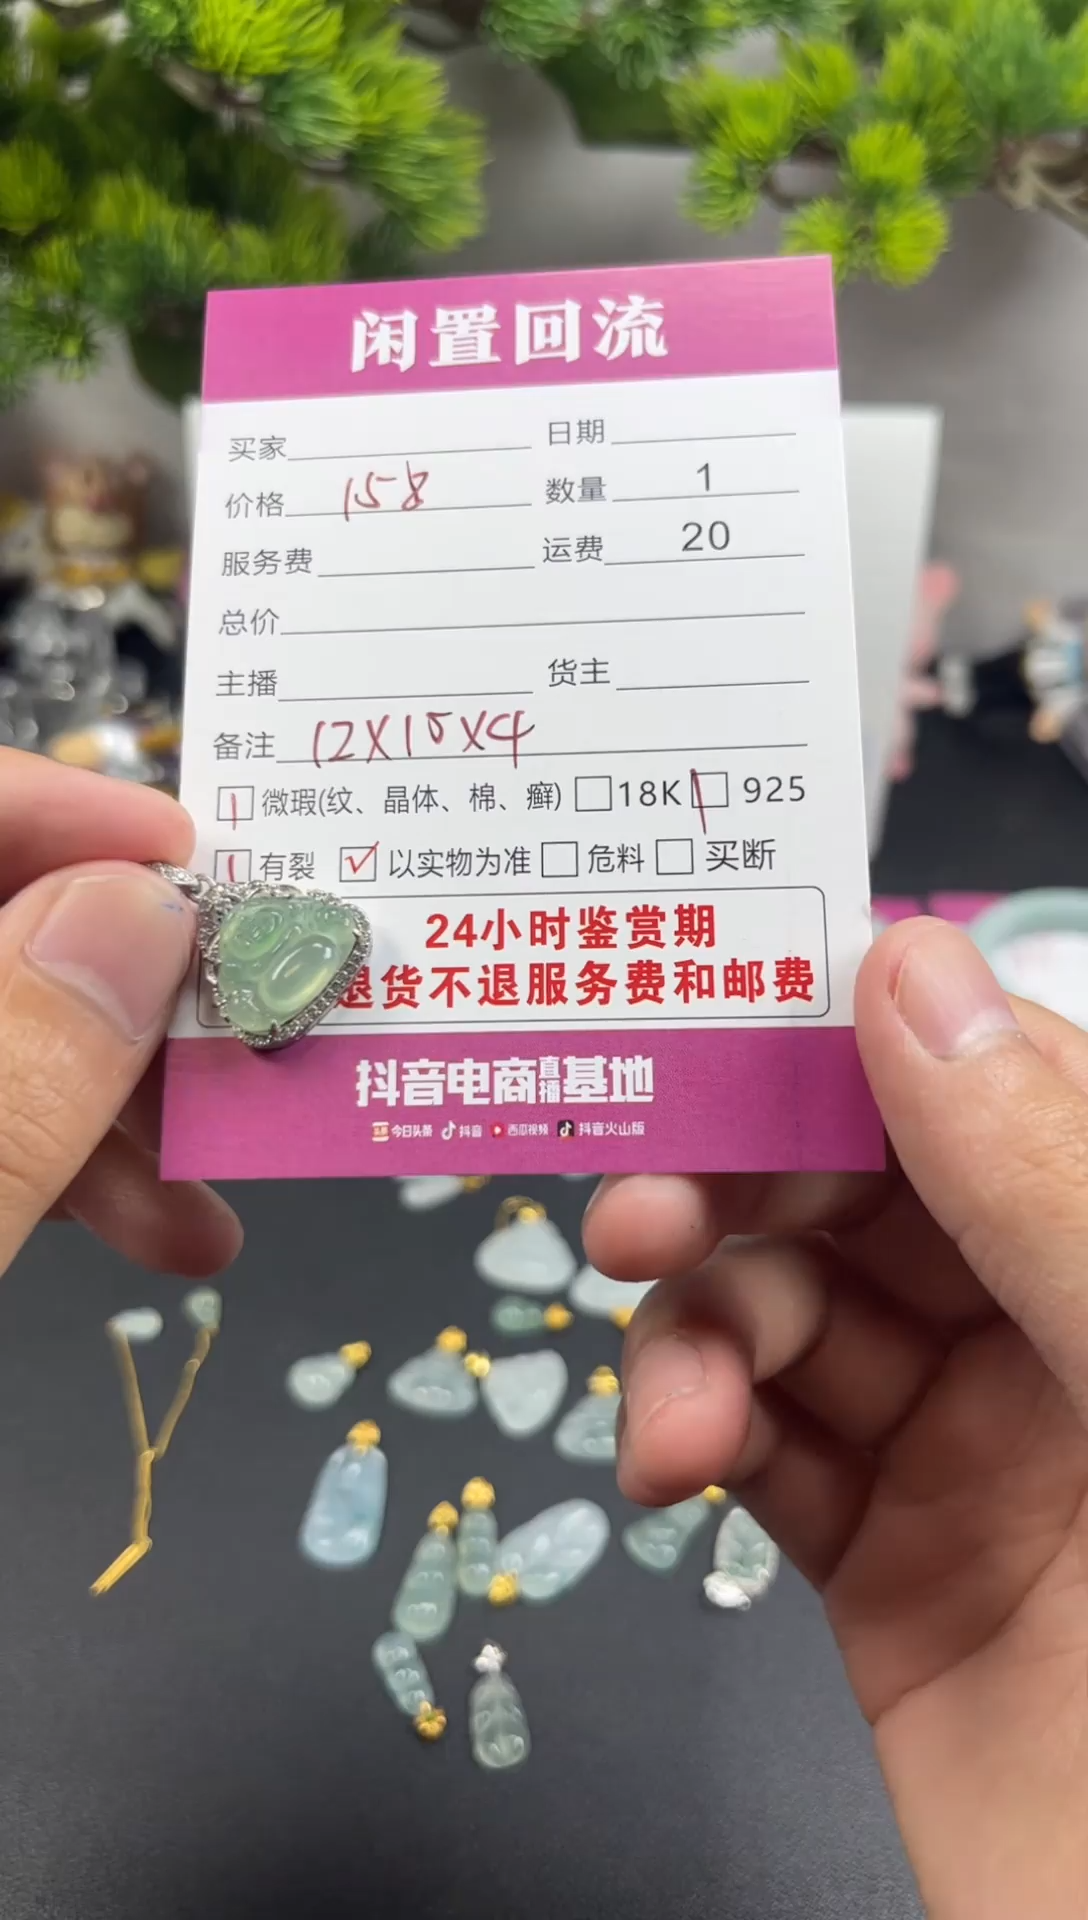 闲置回流
买家 日期
价格 158 数量 1
服务费 运费 20
总价
主播 货主
备注 12X15X4
微瑕(纹、晶体、棉、癣) 18K 925
有裂 ✓ 以实物为准 危料 买断
24小时鉴赏期
退货不退服务费和邮费
抖音电商直播基地
头条 今日头条 抖音 西瓜视频 抖音火山版